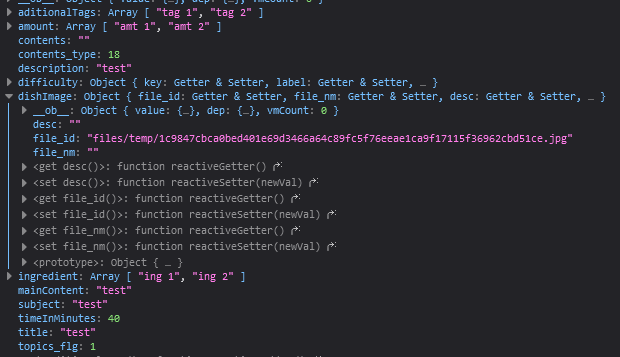 __ob__: Object { value: {…}, dep: {…}, vmCount: 0 }
aditionalTags: Array [ "tag 1", "tag 2" ]
amount: Array [ "amt 1", "amt 2" ]
contents: ""
contents_type: 18
description: "test"
difficulty: Object { key: Getter & Setter, label: Getter & Setter, … }
dishImage: Object { file_id: Getter & Setter, file_nm: Getter & Setter, desc: Getter & Setter, … }
__ob__: Object { value: {…}, dep: {…}, vmCount: 0 }
desc: ""
file_id: "files/temp/1c9847cbca0bed401e69d3466a64c89fc5f76eeae1ca9f17115f36962cbd51ce.jpg"
file_nm: ""
<get desc()>: function reactiveGetter()
<set desc()>: function reactiveSetter(newVal)
<get file_id()>: function reactiveGetter()
<set file_id()>: function reactiveSetter(newVal)
<get file_nm()>: function reactiveGetter()
<set file_nm()>: function reactiveSetter(newVal)
<prototype>: Object { … }
ingredient: Array [ "ing 1", "ing 2" ]
mainContent: "test"
subject: "test"
timeInMinutes: 40
title: "test"
topics_flg: 1